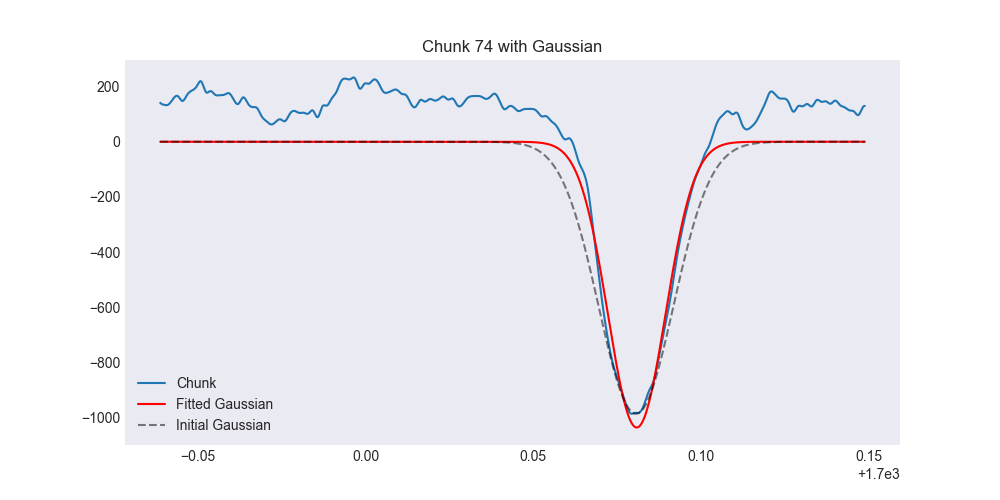 Chunk 74 with Gaussian
200
0
−200
−400
−600
−800
−1000
Chunk
Fitted Gaussian
Initial Gaussian
−0.05 0.00 0.05 0.10 0.15
+1.7e3